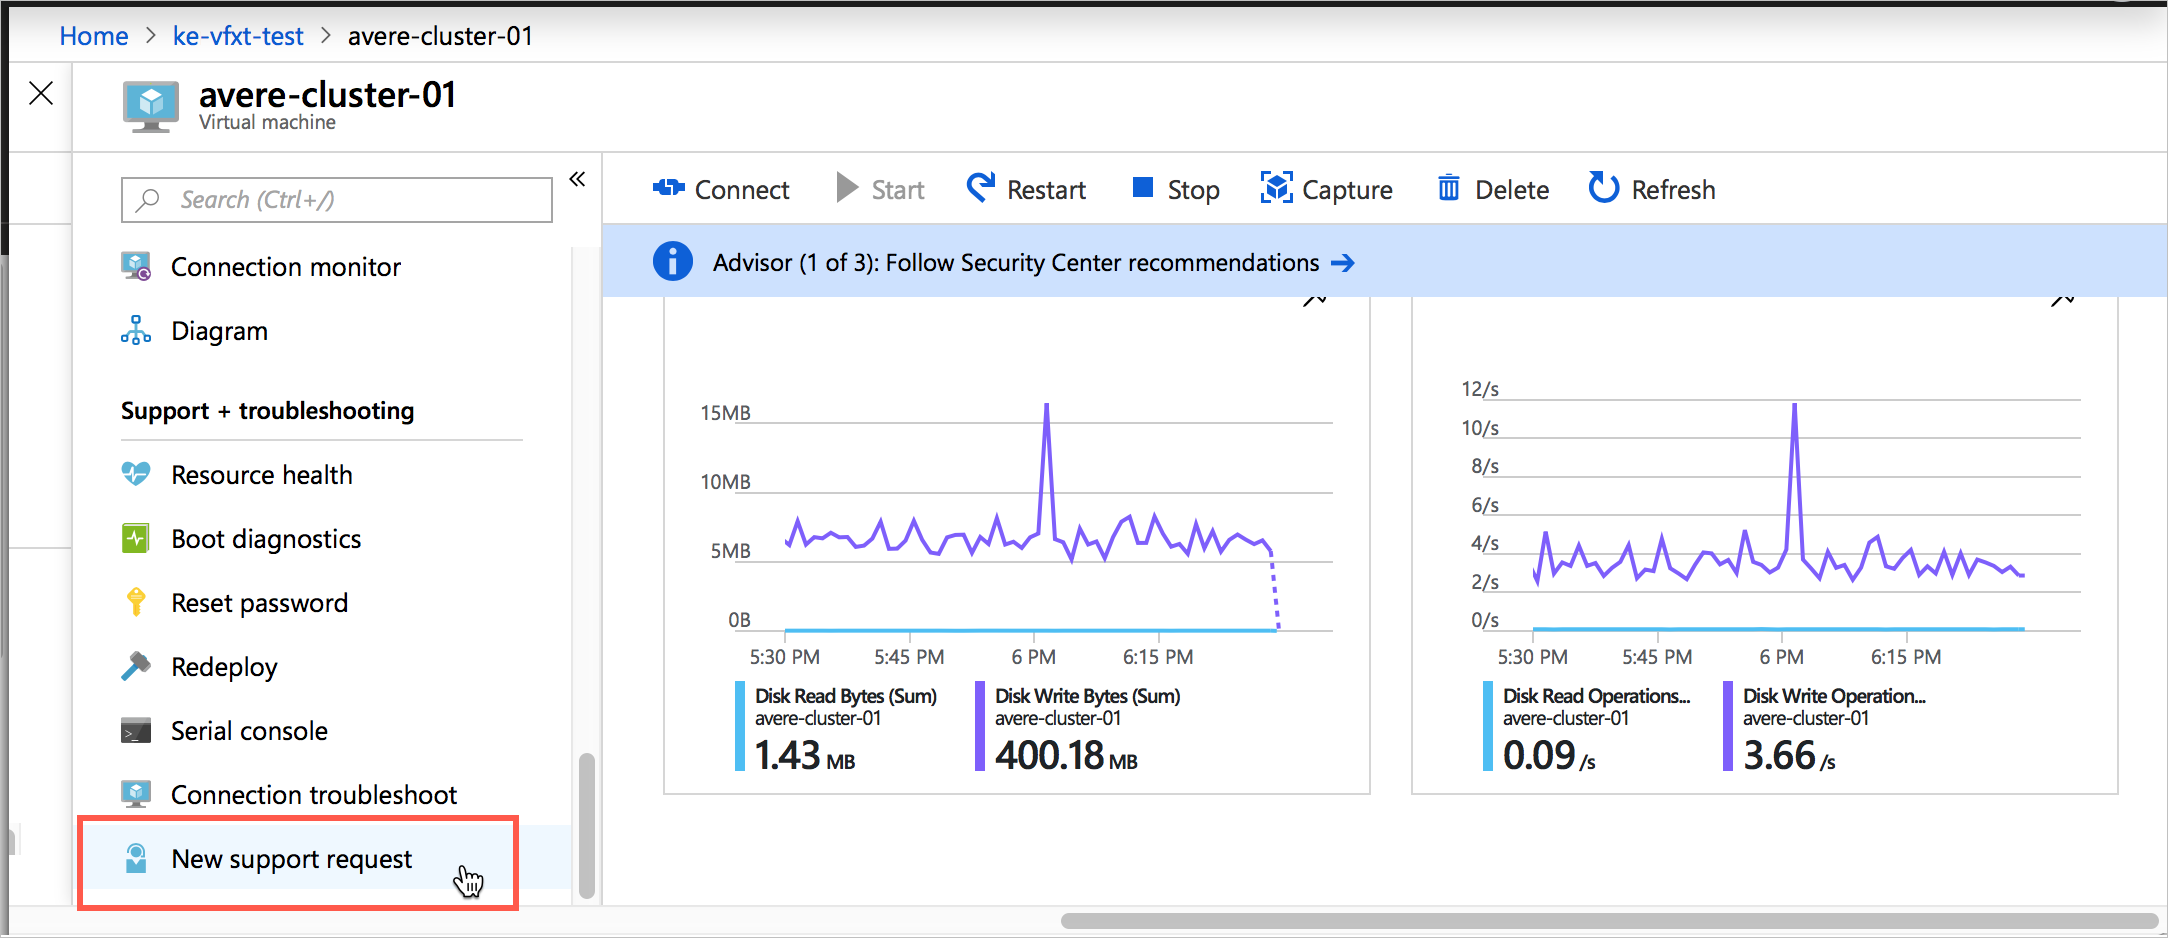 Home > ke-vfxt-test > avere-cluster-01
avere-cluster-01
Virtual machine
Search (Ctrl+/)
«
Connect
Start
Restart
Stop
Capture
Delete
Refresh
Advisor (1 of 3): Follow Security Center recommendations →
Connection monitor
Diagram
Support + troubleshooting
Resource health
Boot diagnostics
Reset password
Redeploy
Serial console
Connection troubleshoot
New support request
15MB
10MB
5MB
0B
5:30 PM 5:45 PM 6 PM 6:15 PM
Disk Read Bytes (Sum)
avere-cluster-01
1.43 MB
Disk Write Bytes (Sum)
avere-cluster-01
400.18 MB
12/s
10/s
8/s
6/s
4/s
2/s
0/s
5:30 PM 5:45 PM 6 PM 6:15 PM
Disk Read Operations...
avere-cluster-01
0.09 /s
Disk Write Operation...
avere-cluster-01
3.66 /s